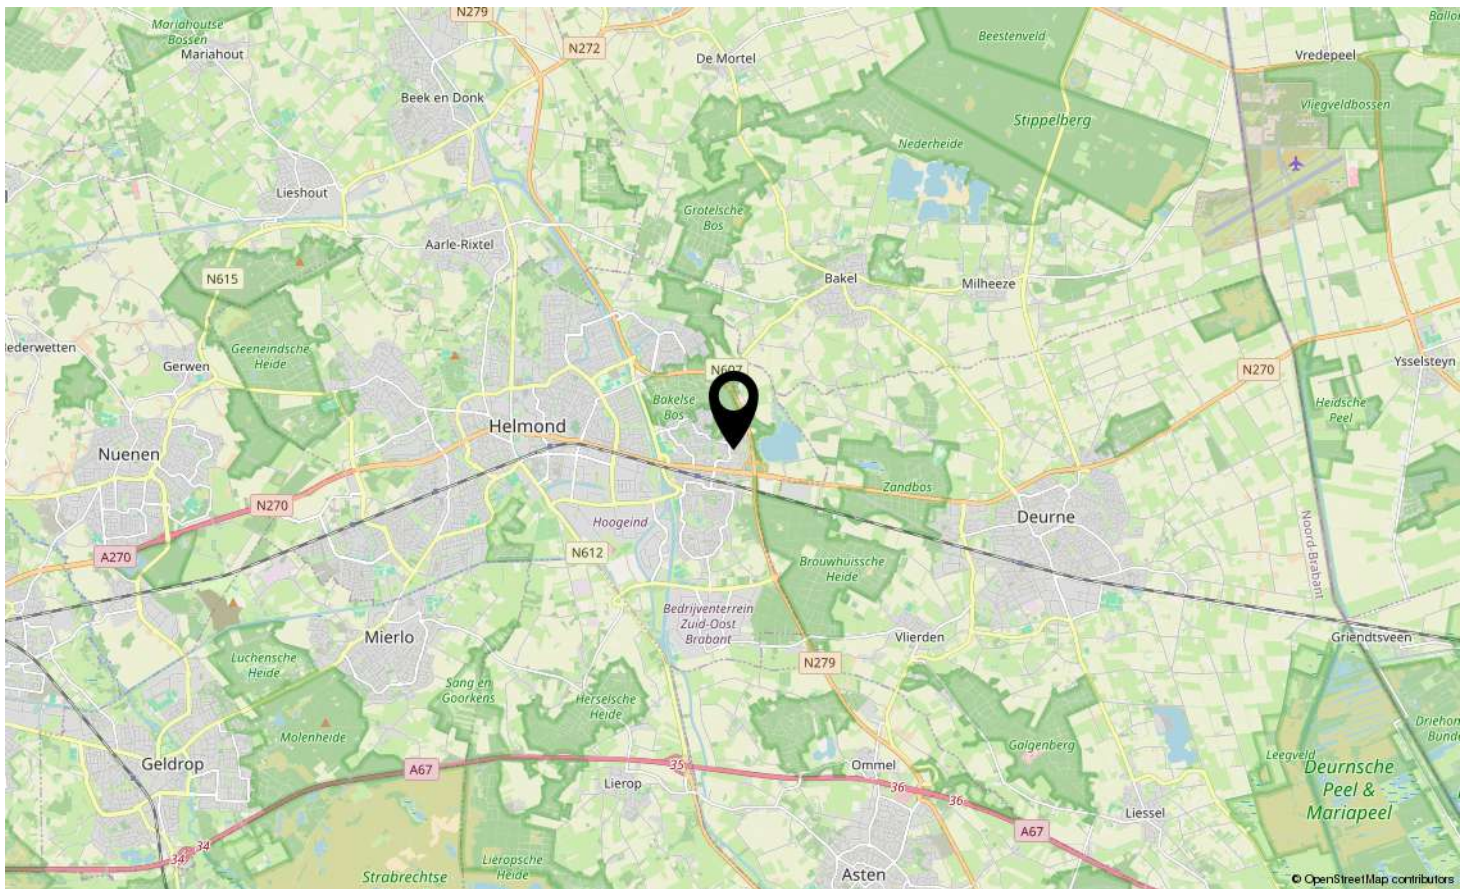 N279
Mariahoutse
Bossen
Mariahout
N272
De Mortel
Beestenveld
Vredepeel
Beek en Donk
Vliegveldbossen
Stippelberg
Nederheide
Lieshout
Grotelsche
Bos
Aarle-Rixtel
N615
Bakel
Milheeze
ederwetten
Geeneindsche
Heide
Gerwen
N607
N270
Ysselsteyn
Bakelse
Bos
Heidsche
Peel
Helmond
Nuenen
Zandbos
N270
Hoogeind
Deurne
Noord-Brabant
A270
N612
Brouwhuissche
Heide
Bedrijventerrein
Zuid-Oost
Brabant
Mierlo
Vlierden
Griendtsveen
Luchensche
Heide
N279
Sang en
Goorkens
Herselsche
Heide
Molenheide
Galgenberg
Leegveld
Geldrop
A67
35
Ommel
Deurnsche
Peel &
Mariapeel
Lierop
36
36
Liessel
A67
34
34
Lieropsche
Heide
Strabrechtse
Asten
© OpenStreetMap contributors